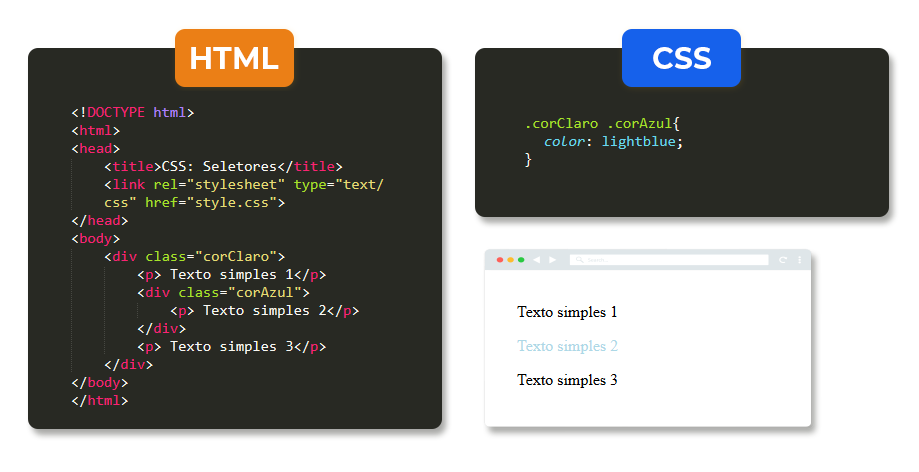 HTML
<!DOCTYPE html>
<html>
<head>
<title>CSS: Seletores</title>
<link rel="stylesheet" type="text/
css" href="style.css">
</head>
<body>
<div class="corClaro">
<p> Texto simples 1</p>
<div class="corAzul">
<p> Texto simples 2</p>
</div>
<p> Texto simples 3</p>
</div>
</body>
</html>
CSS
.corClaro .corAzul{
color: lightblue;
}
Texto simples 1
Texto simples 2
Texto simples 3